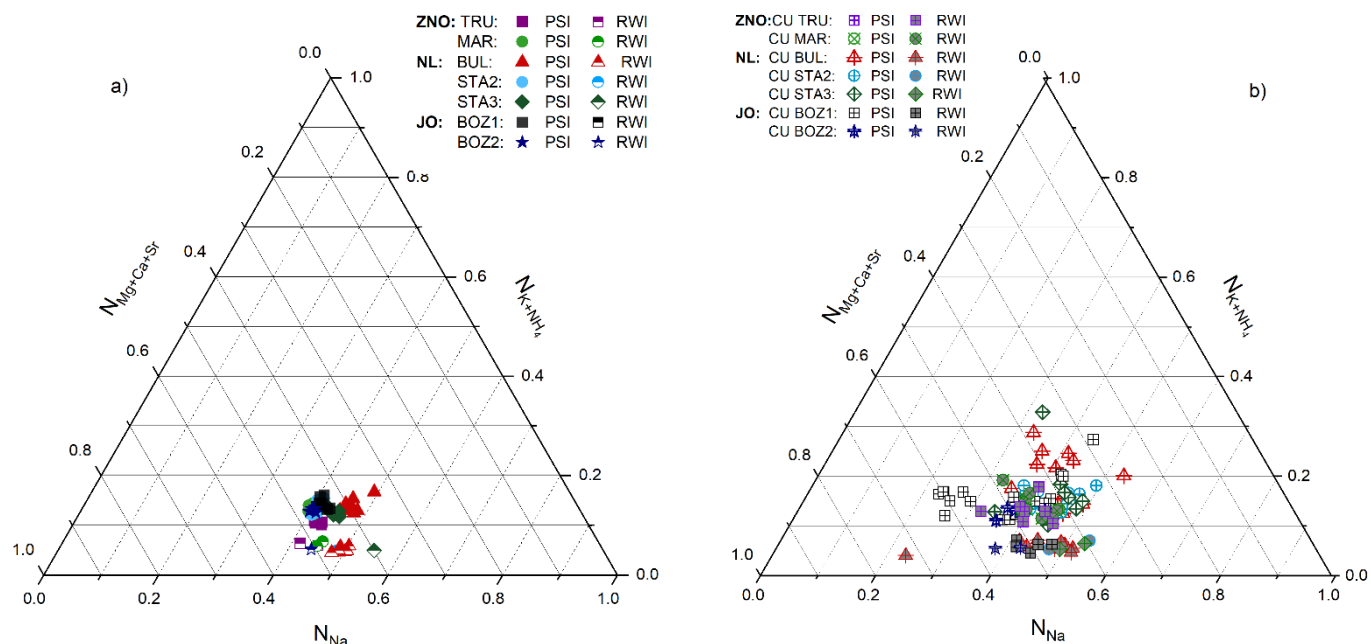 a)
ZNO: TRU: PSI RWI
MAR: PSI RWI
NL: BUL: PSI RWI
STA2: PSI RWI
STA3: PSI RWI
JO: BOZ1: PSI RWI
BOZ2: PSI RWI
0.0
0.2
0.4
0.6
0.8
1.0
N_Mg+Ca+Sr
1.0
0.8
0.6
0.4
0.2
0.0
N_K+NH4
0.0 0.2 0.4 0.6 0.8 1.0
N_Na
b)
ZNO: CU TRU: PSI RWI
CU MAR: PSI RWI
NL: CU BUL: PSI RWI
CU STA2: PSI RWI
CU STA3: PSI RWI
JO: CU BOZ1: PSI RWI
CU BOZ2: PSI RWI
0.0
0.2
0.4
0.6
0.8
1.0
N_Mg+Ca+Sr
1.0
0.8
0.6
0.4
0.2
0.0
N_K+NH4
0.0 0.2 0.4 0.6 0.8 1.0
N_Na